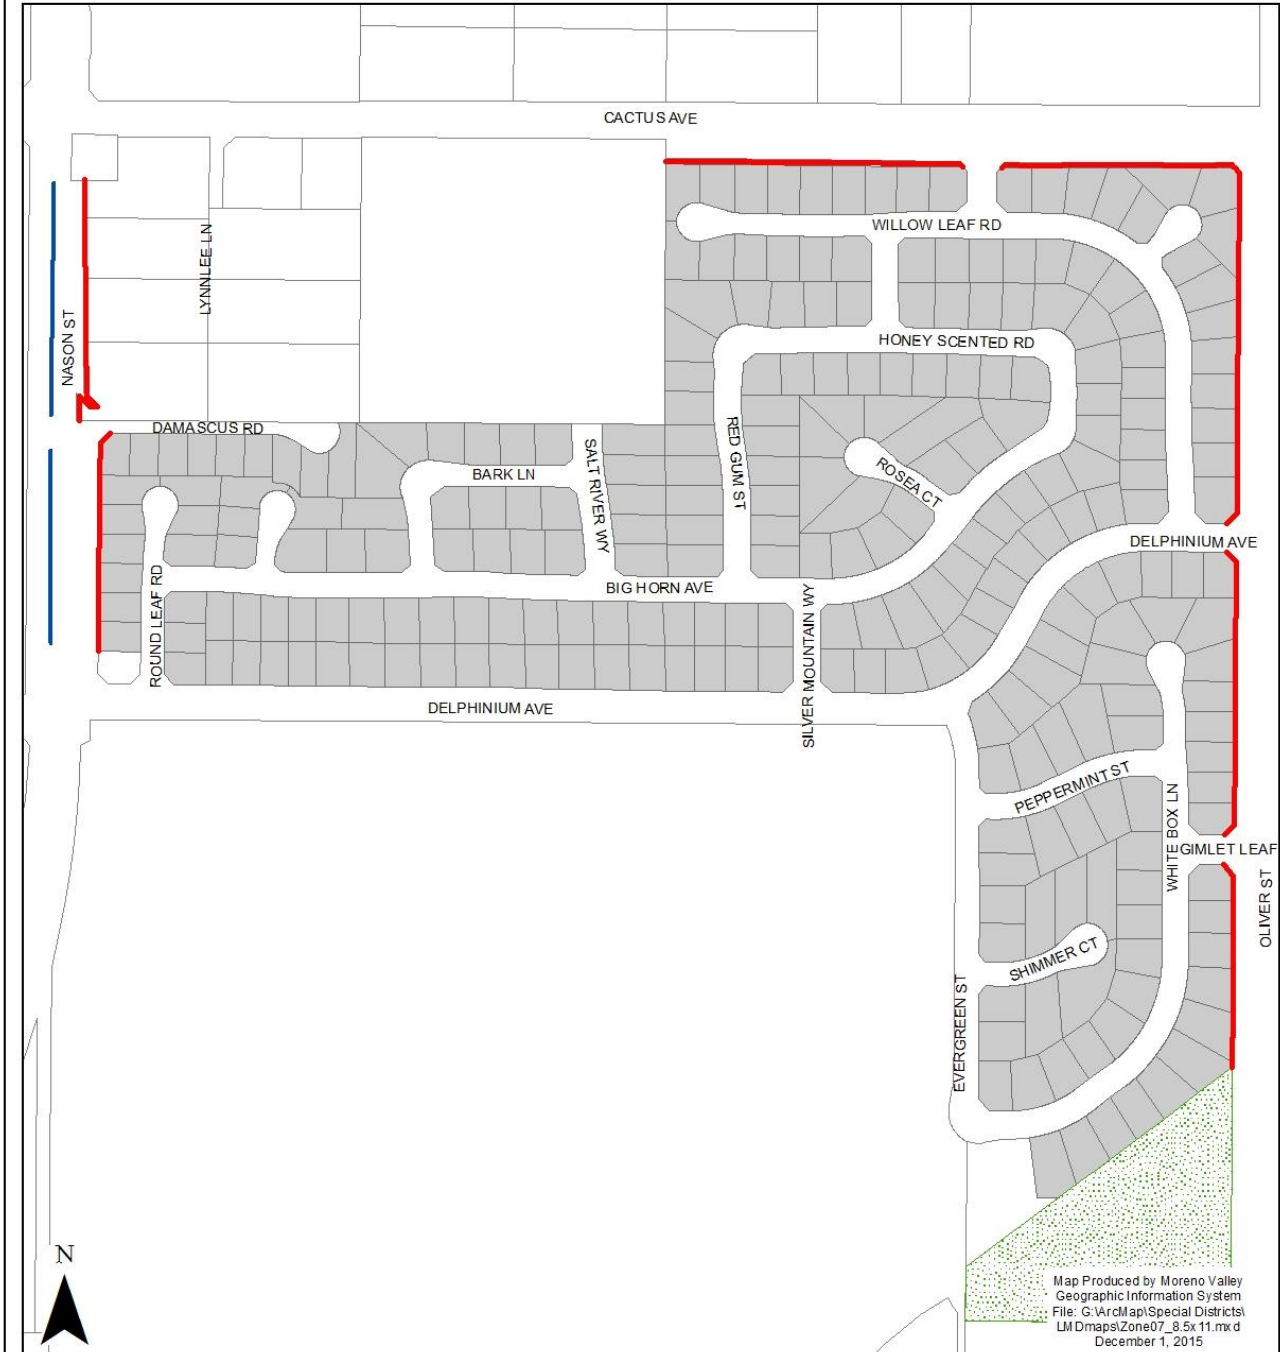 CACTUS AVE
WILLOW LEAF RD
LYNNLEE LN
NASON ST
HONEY SCENTED RD
DAMASCUS RD
RED GUM ST
SALT RIVER WY
BARK LN
ROSEA CT
DELPHINIUM AVE
BIG HORN AVE
ROUND LEAF RD
SILVER MOUNTAIN WY
DELPHINIUM AVE
PEPPERMINT ST
WHITE BOX LN
GIMLET LEAF
OLIVER ST
SHIMMER CT
EVERGREEN ST
N
Map Produced by Moreno Valley
Geographic Information System
File: G:\ArcMap\Special Districts\
LMDmaps\Zone07_8.5x11.mxd
December 1, 2015